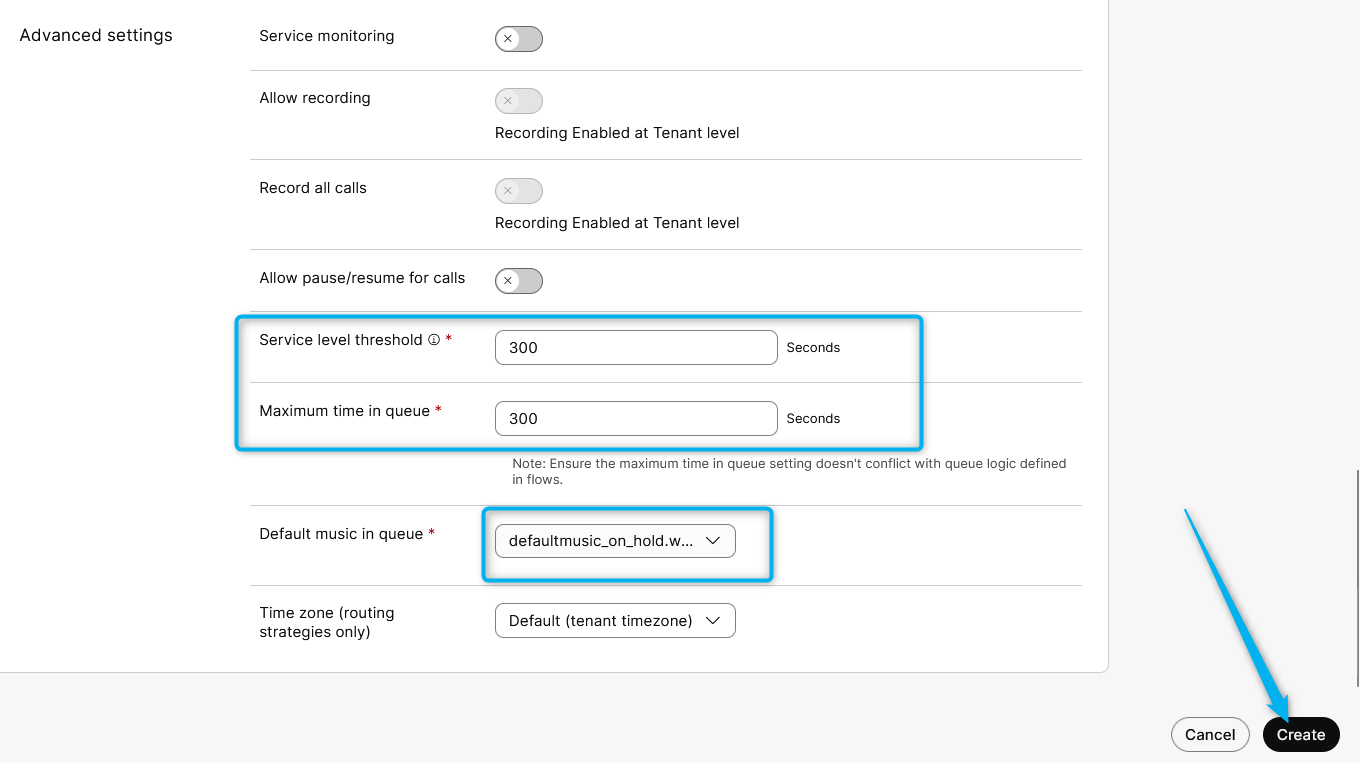 Advanced settings
Service monitoring
Allow recording
Recording Enabled at Tenant level
Record all calls
Recording Enabled at Tenant level
Allow pause/resume for calls
Service level threshold ⓘ *
300
Seconds
Maximum time in queue *
300
Seconds
Note: Ensure the maximum time in queue setting doesn't conflict with queue logic defined
in flows.
Default music in queue *
defaultmusic_on_hold.w...
Time zone (routing
strategies only)
Default (tenant timezone)
Cancel
Create